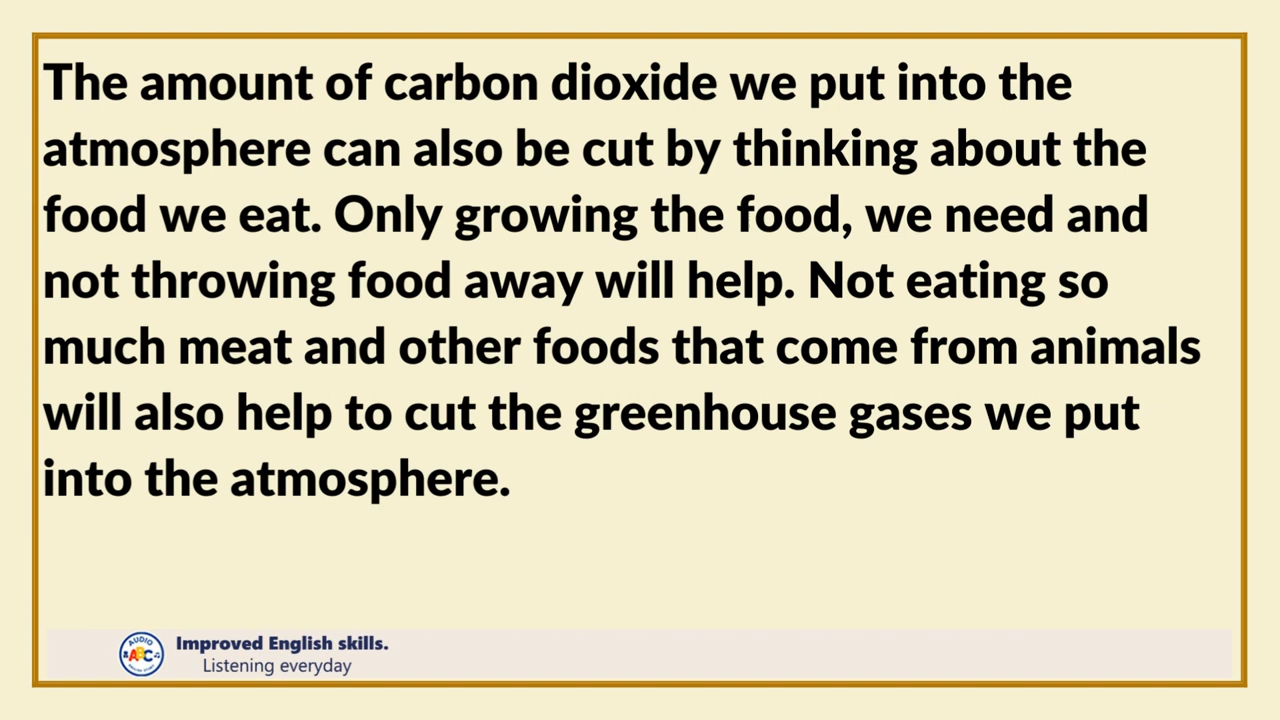 The amount of carbon dioxide we put into the
atmosphere can also be cut by thinking about the
food we eat. Only growing the food, we need and
not throwing food away will help. Not eating so
much meat and other foods that come from animals
will also help to cut the greenhouse gases we put
into the atmosphere.
AUDIO
ABC
Improved English skills.
Listening everyday